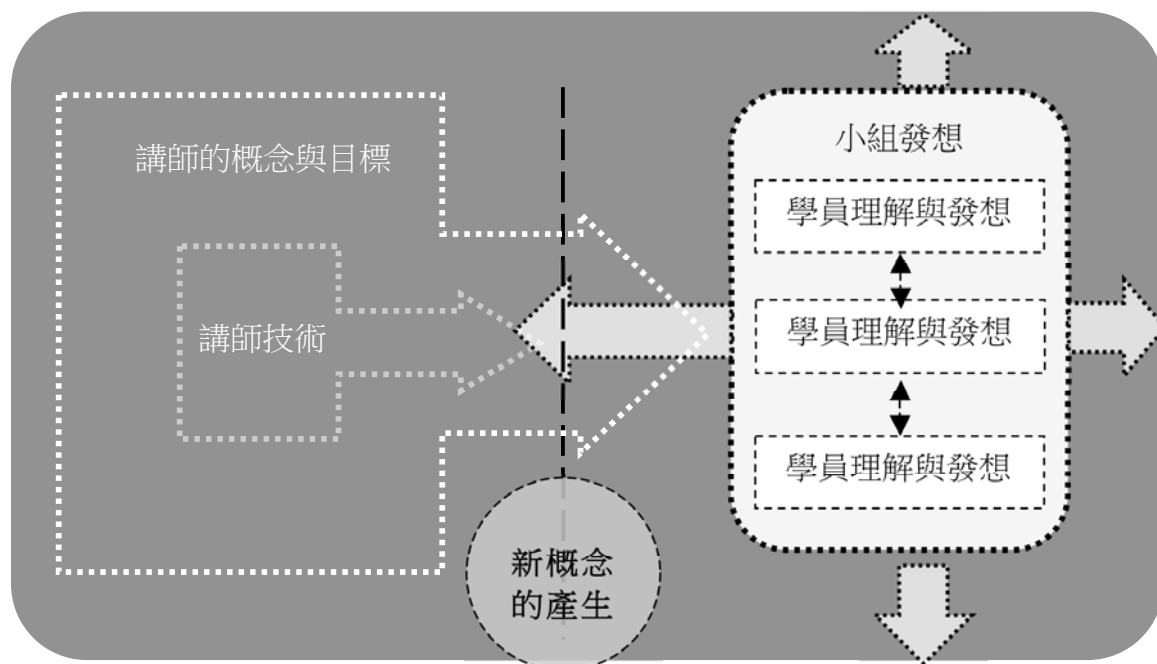 講師的概念與目標
講師技術
小組發想
學員理解與發想
學員理解與發想
學員理解與發想
新概念
的產生